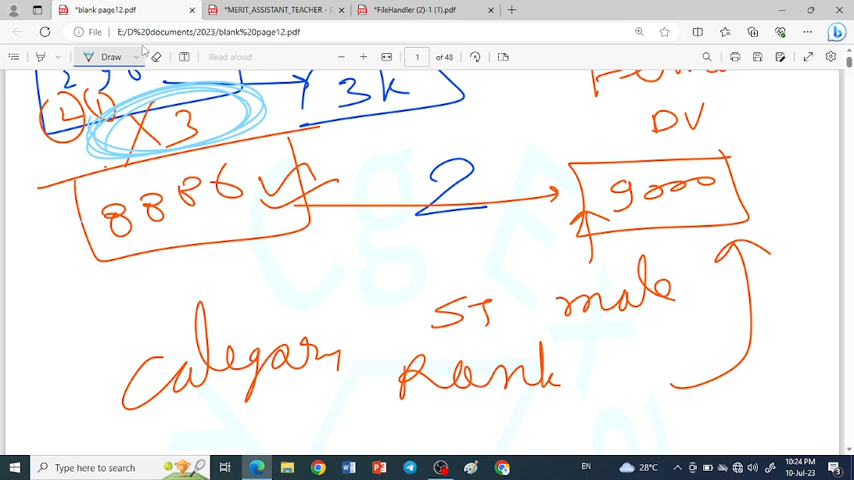 *blank page12.pdf *MERIT_ASSISTANT_TEACHER - S *FileHandler (2)-1 (1).pdf
File E:/D%20documents/2023/blank%20page12.pdf
Draw Read aloud 1 of 48
3k
DV
X3
8886 2 9000
ST male
Categary Rank
Type here to search EN 28°C 10:24 PM
10-Jul-23